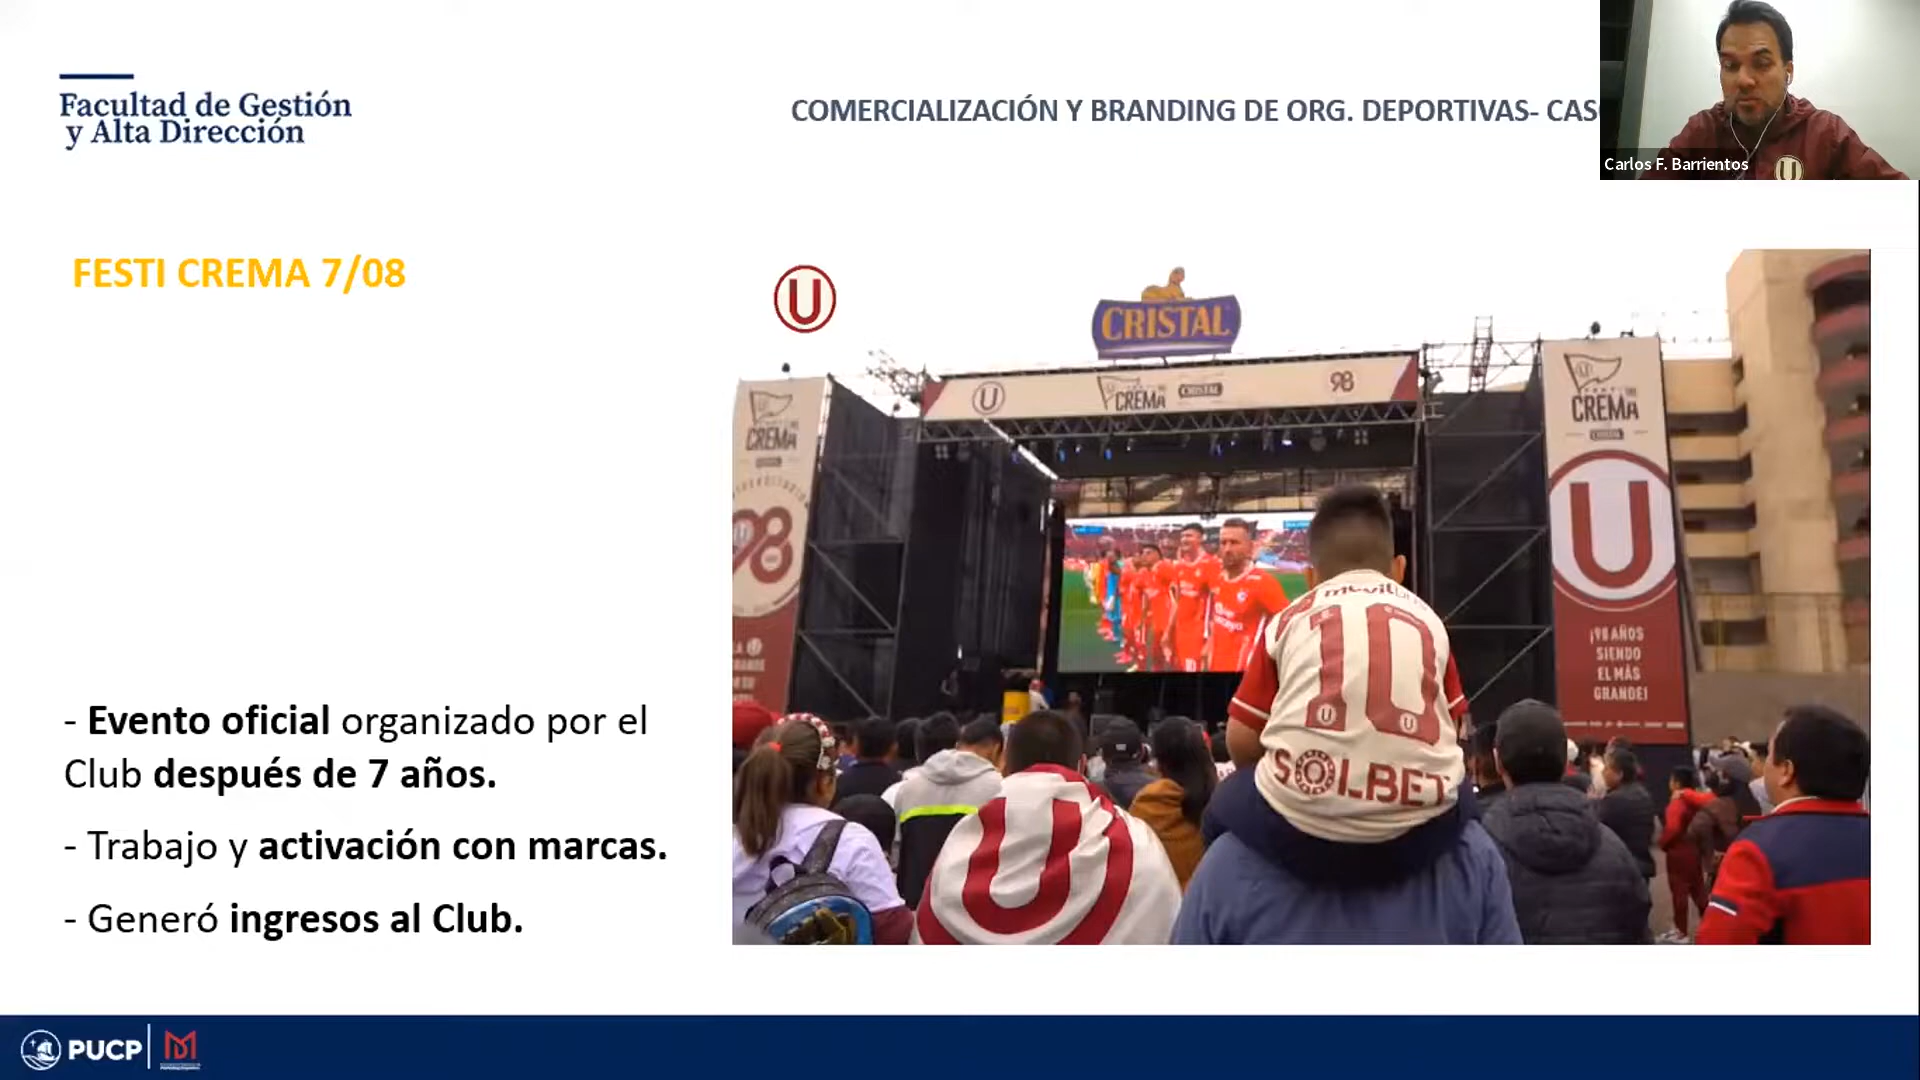 Facultad de Gestión
y Alta Dirección
COMERCIALIZACIÓN Y BRANDING DE ORG. DEPORTIVAS- CAS
Carlos F. Barrientos
FESTI CREMA 7/08
- Evento oficial organizado por el
Club después de 7 años.
- Trabajo y activación con marcas.
- Generó ingresos al Club.
U
CRISTAL
U
CREMA
CRISTAL
98
CREMA
98
CREMA
CRISTAL
U
¡98 AÑOS
SIENDO
EL MÁS
GRANDE!
10
SOLBET
U
PUCP